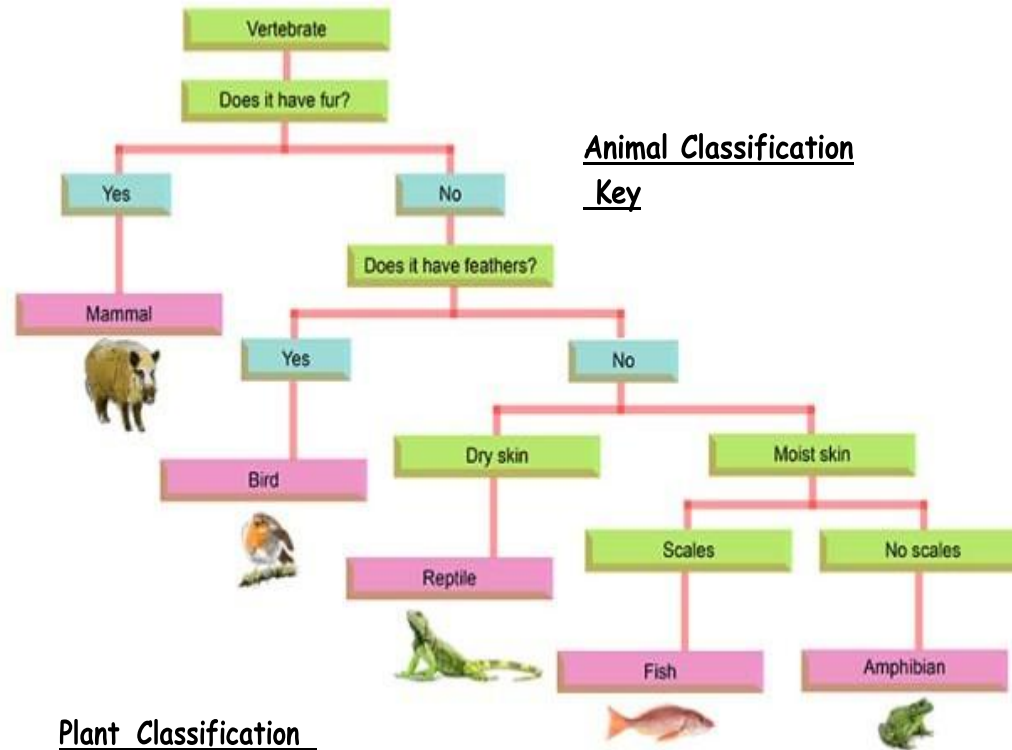 Vertebrate
Does it have fur?
Animal Classification
Key
Yes
No
Does it have feathers?
Mammal
Yes
No
Dry skin
Moist skin
Bird
Scales
No scales
Reptile
Fish
Amphibian
Plant Classification